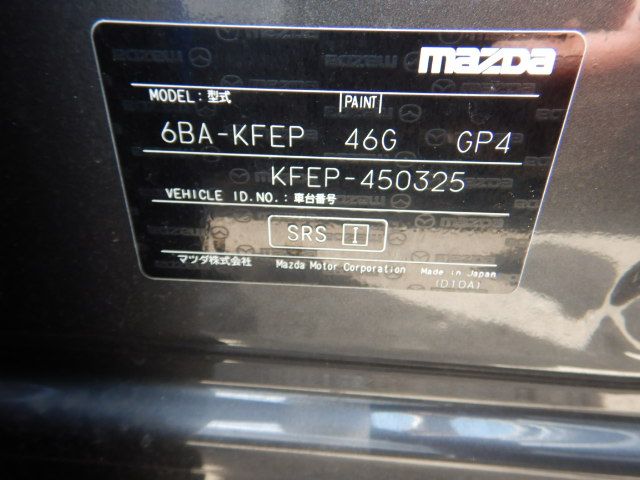 mazda
MODEL: 型式 PAINT
6BA-KFEP 46G GP4
KFEP-450325
VEHICLE ID.NO.: 車台番号
SRS I
マツダ株式会社 Mazda Motor Corporation Made in Japan
(D10A)